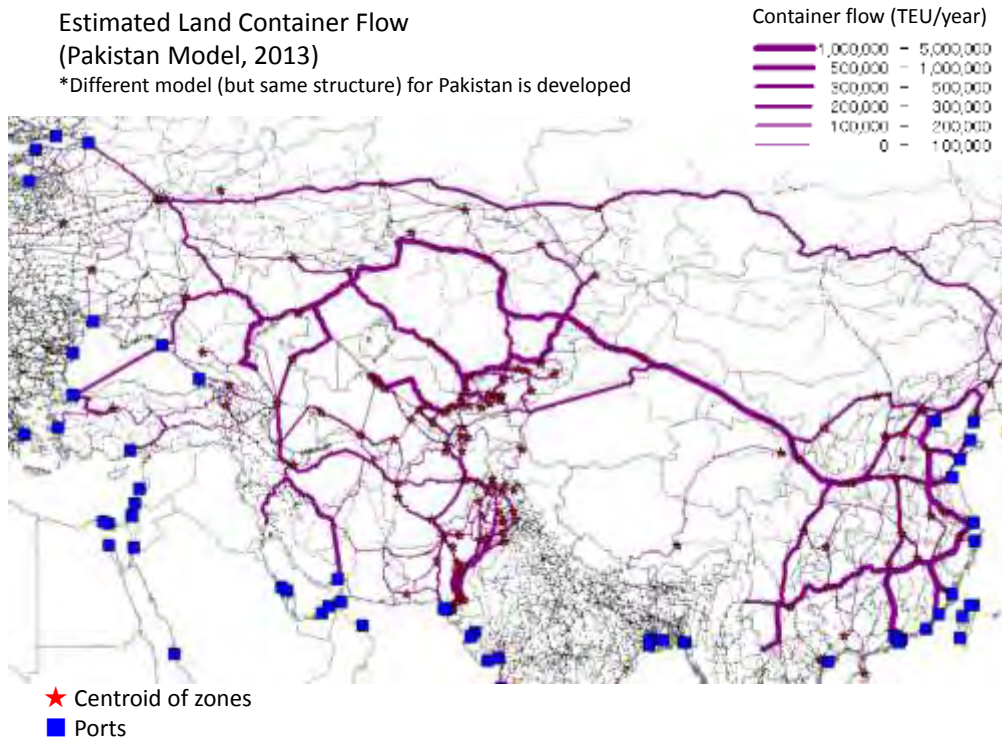 Estimated Land Container Flow
(Pakistan Model, 2013)
*Different model (but same structure) for Pakistan is developed
Container flow (TEU/year)
1,000,000 – 5,000,000
500,000 – 1,000,000
300,000 – 500,000
200,000 – 300,000
100,000 – 200,000
0 – 100,000
Centroid of zones
Ports